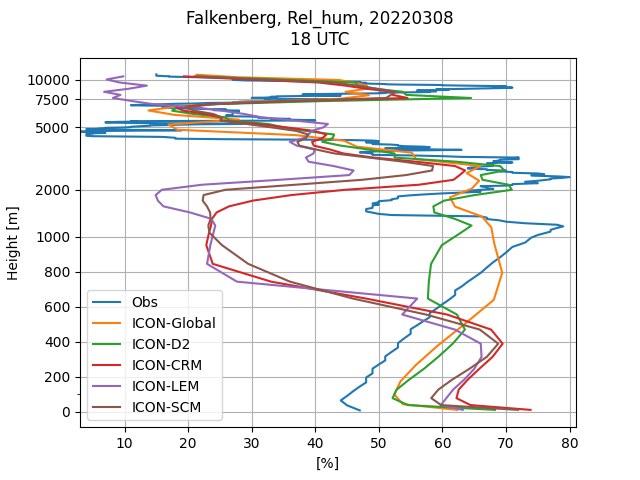 Falkenberg, Rel_hum, 20220308
18 UTC
10000
7500
5000
2000
1000
800
600
400
200
0
Height [m]
Obs
ICON-Global
ICON-D2
ICON-CRM
ICON-LEM
ICON-SCM
10 20 30 40 50 60 70 80
[%]